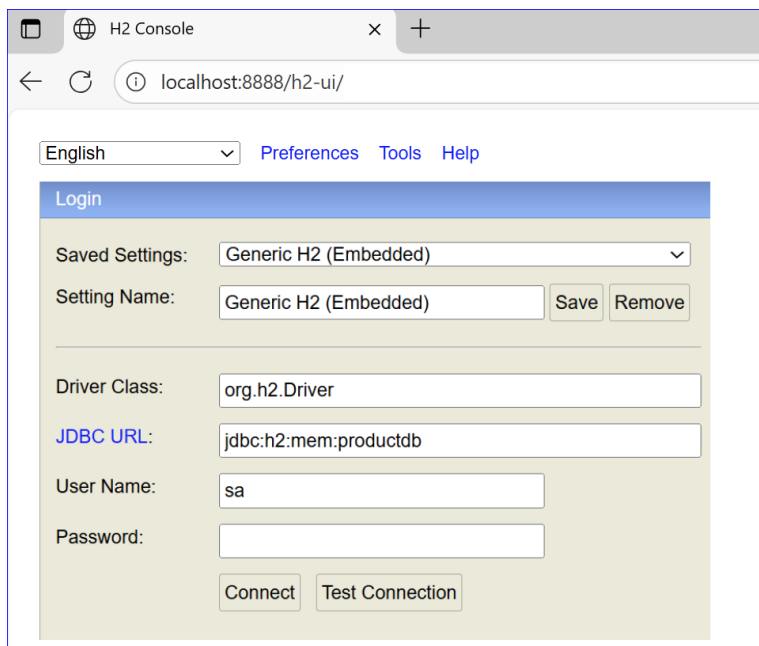 H2 Console
localhost:8888/h2-ui/
English Preferences Tools Help
Login
Saved Settings: Generic H2 (Embedded)
Setting Name: Generic H2 (Embedded) Save Remove
Driver Class: org.h2.Driver
JDBC URL: jdbc:h2:mem:productdb
User Name: sa
Password:
Connect Test Connection